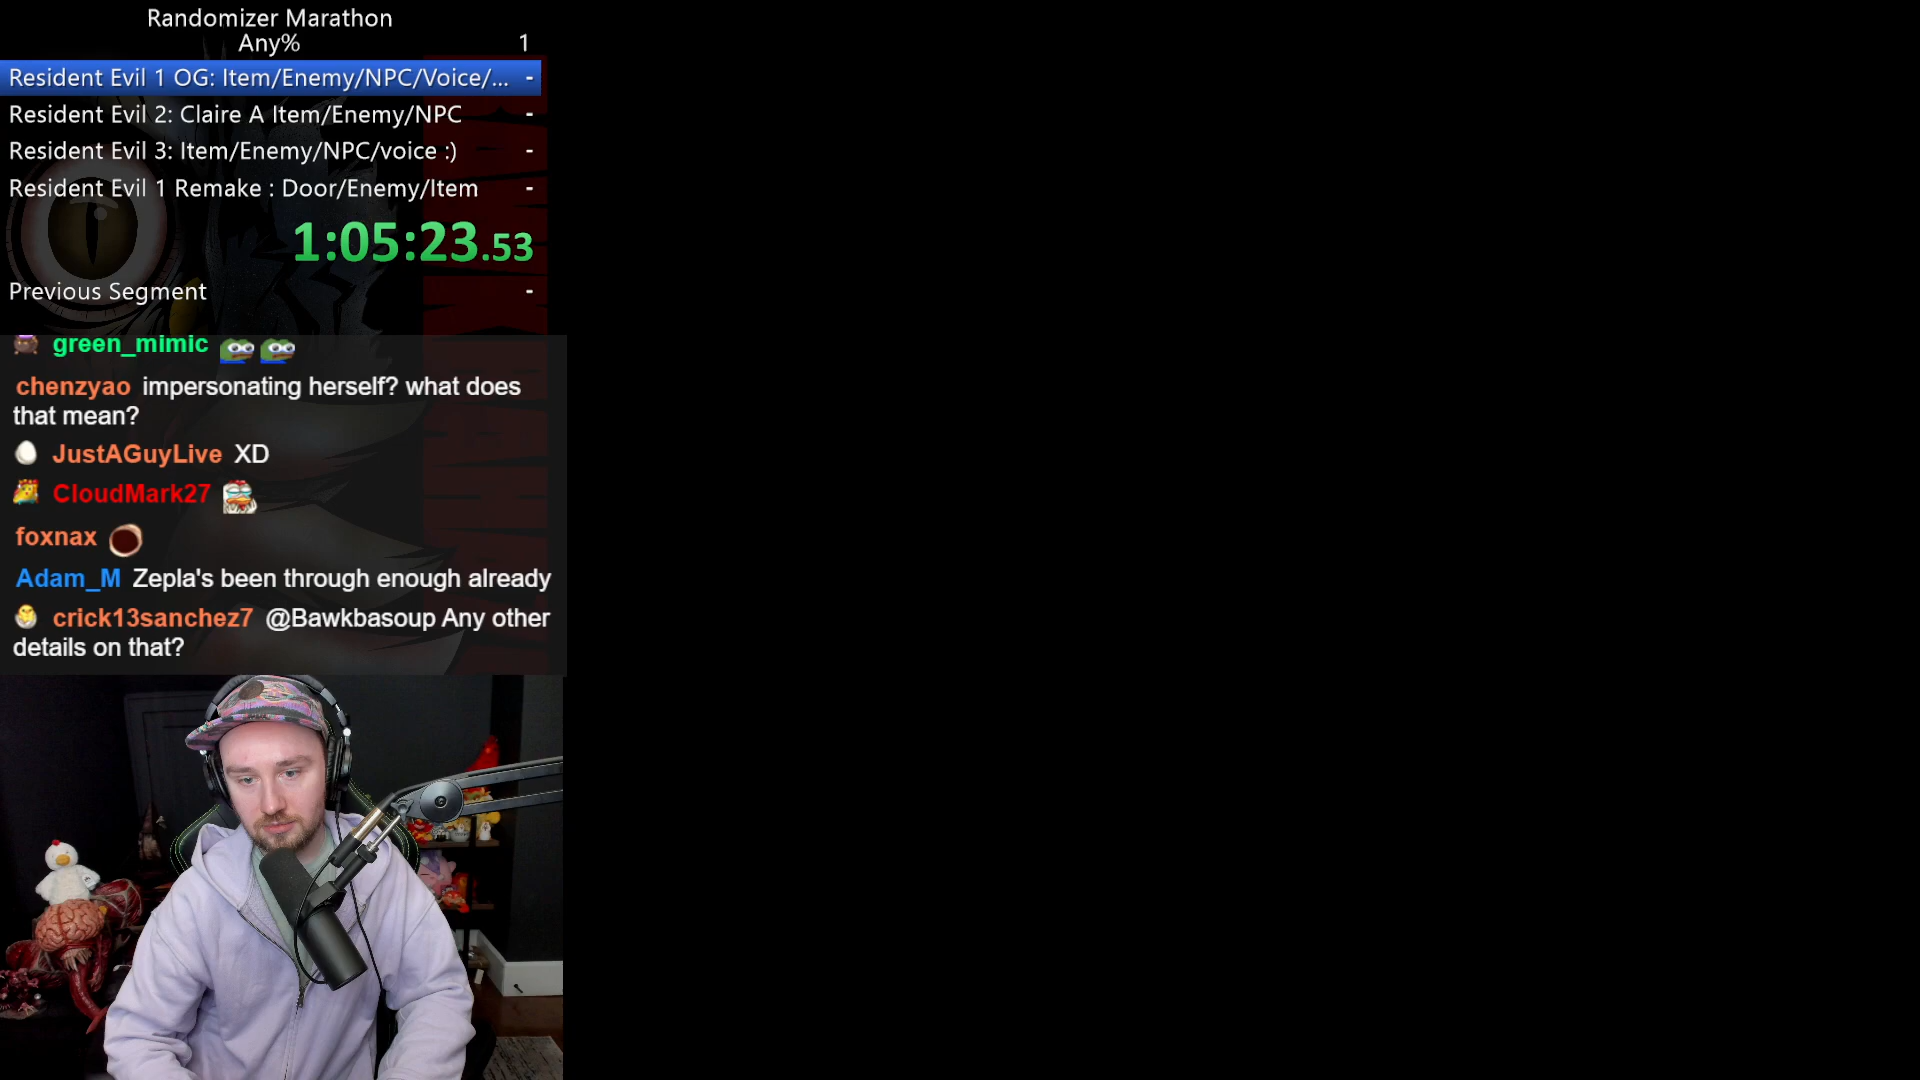 Randomizer Marathon
Any% 1
Resident Evil 1 OG: Item/Enemy/NPC/Voice/... -
Resident Evil 2: Claire A Item/Enemy/NPC -
Resident Evil 3: Item/Enemy/NPC/voice :) -
Resident Evil 1 Remake : Door/Enemy/Item -
1:05:23.53
Previous Segment -
green_mimic
chenzyao impersonating herself? what does
that mean?
JustAGuyLive XD
CloudMark27
foxnax
Adam_M Zepla's been through enough already
crick13sanchez7 @Bawkbasoup Any other
details on that?